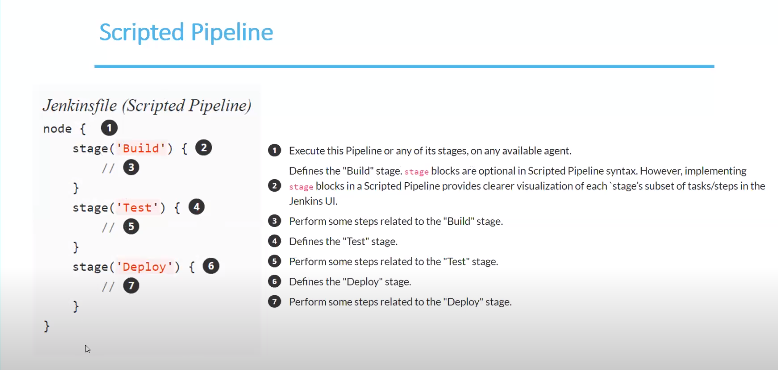 Scripted Pipeline
Jenkinsfile (Scripted Pipeline)
node { 1
stage('Build') { 2
// 3
}
stage('Test') { 4
// 5
}
stage('Deploy') { 6
// 7
}
}
1 Execute this Pipeline or any of its stages, on any available agent.
Defines the "Build" stage. stage blocks are optional in Scripted Pipeline syntax. However, implementing
2 stage blocks in a Scripted Pipeline provides clearer visualization of each `stage's subset of tasks/steps in the
Jenkins UI.
3 Perform some steps related to the "Build" stage.
4 Defines the "Test" stage.
5 Perform some steps related to the "Test" stage.
6 Defines the "Deploy" stage.
7 Perform some steps related to the "Deploy" stage.